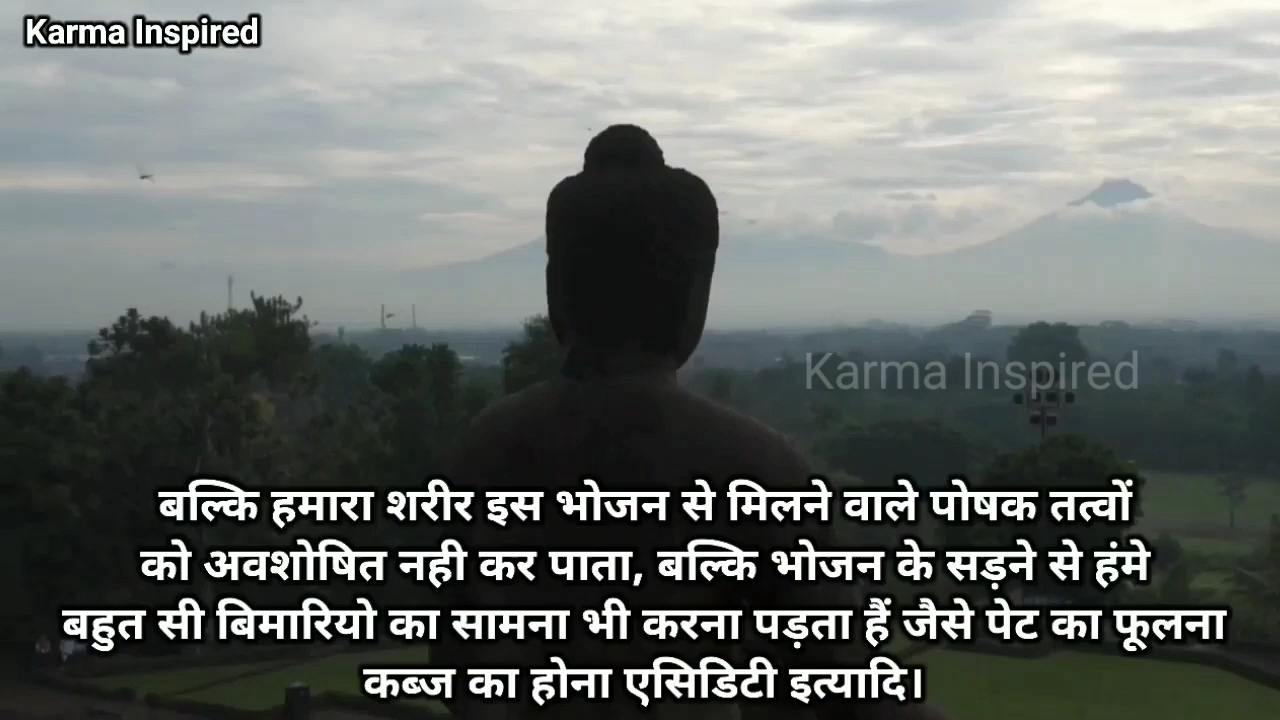 Karma Inspired
Karma Inspired
बल्कि हमारा शरीर इस भोजन से मिलने वाले पोषक तत्वों
को अवशोषित नही कर पाता, बल्कि भोजन के सड़ने से हंमे
बहुत सी बिमारियो का सामना भी करना पड़ता हैं जैसे पेट का फूलना
कब्ज का होना एसिडिटी इत्यादि।